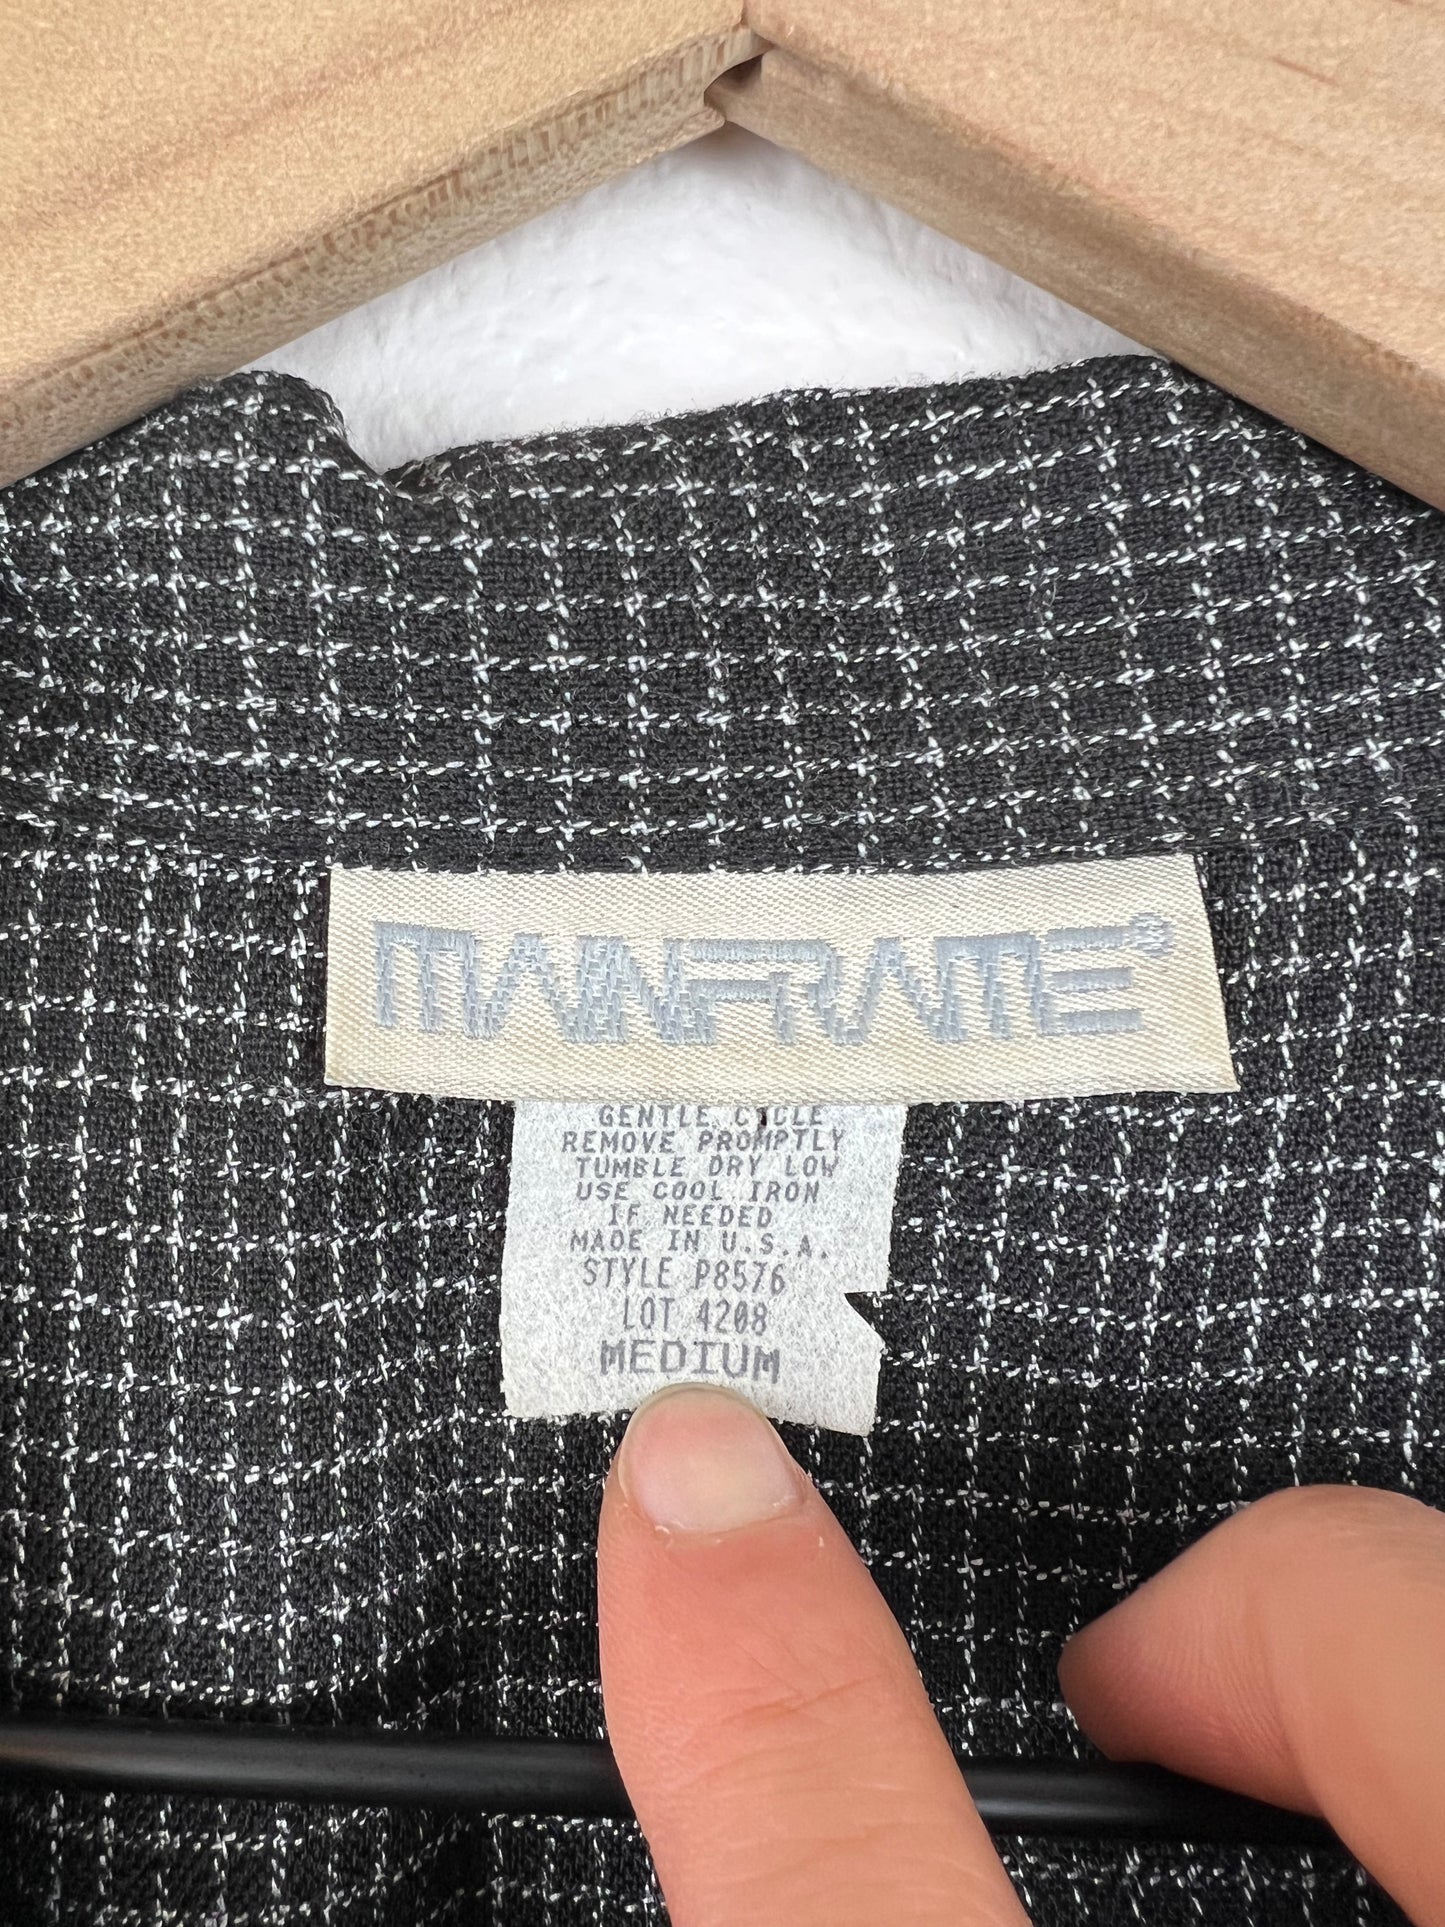 MAINFRAME®
GENTLE CYCLE
REMOVE PROMPTLY
TUMBLE DRY LOW
USE COOL IRON
IF NEEDED
MADE IN U.S.A.
STYLE P8576
LOT 4208
MEDIUM